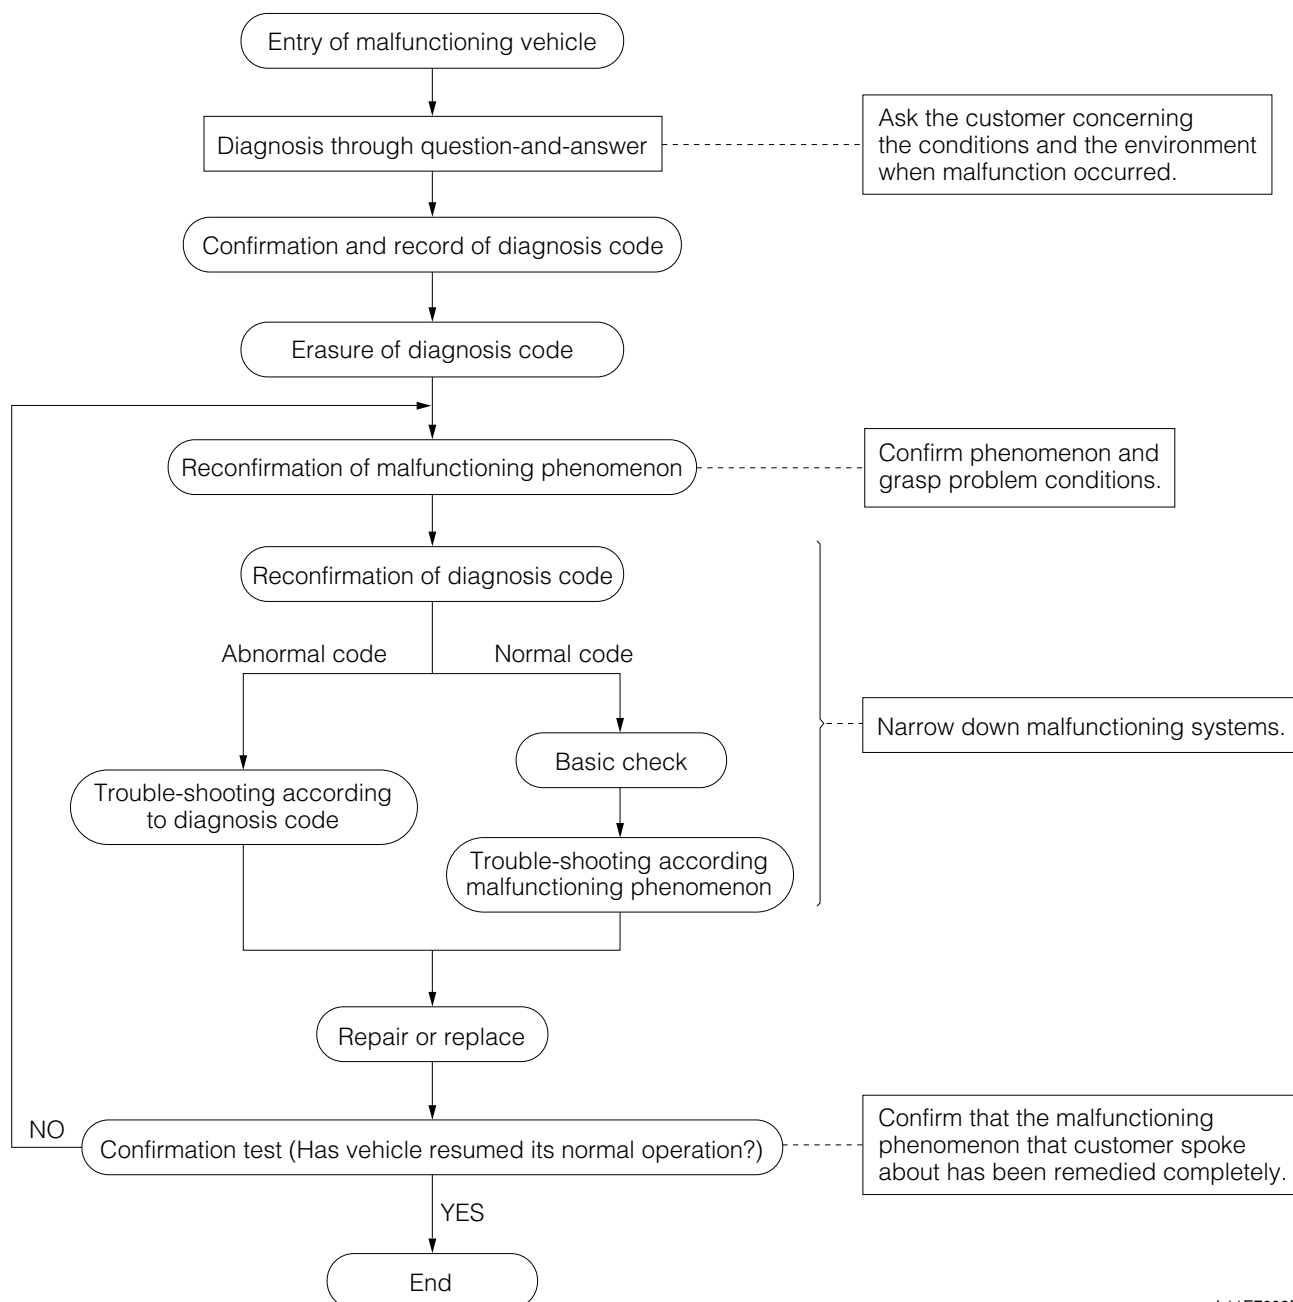 Entry of malfunctioning vehicle
Diagnosis through question-and-answer
Ask the customer concerning
the conditions and the environment
when malfunction occurred.
Confirmation and record of diagnosis code
Erasure of diagnosis code
Reconfirmation of malfunctioning phenomenon
Confirm phenomenon and
grasp problem conditions.
Reconfirmation of diagnosis code
Abnormal code
Normal code
Narrow down malfunctioning systems.
Basic check
Trouble-shooting according
to diagnosis code
Trouble-shooting according
malfunctioning phenomenon
Repair or replace
NO
Confirmation test (Has vehicle resumed its normal operation?)
Confirm that the malfunctioning
phenomenon that customer spoke
about has been remedied completely.
YES
End